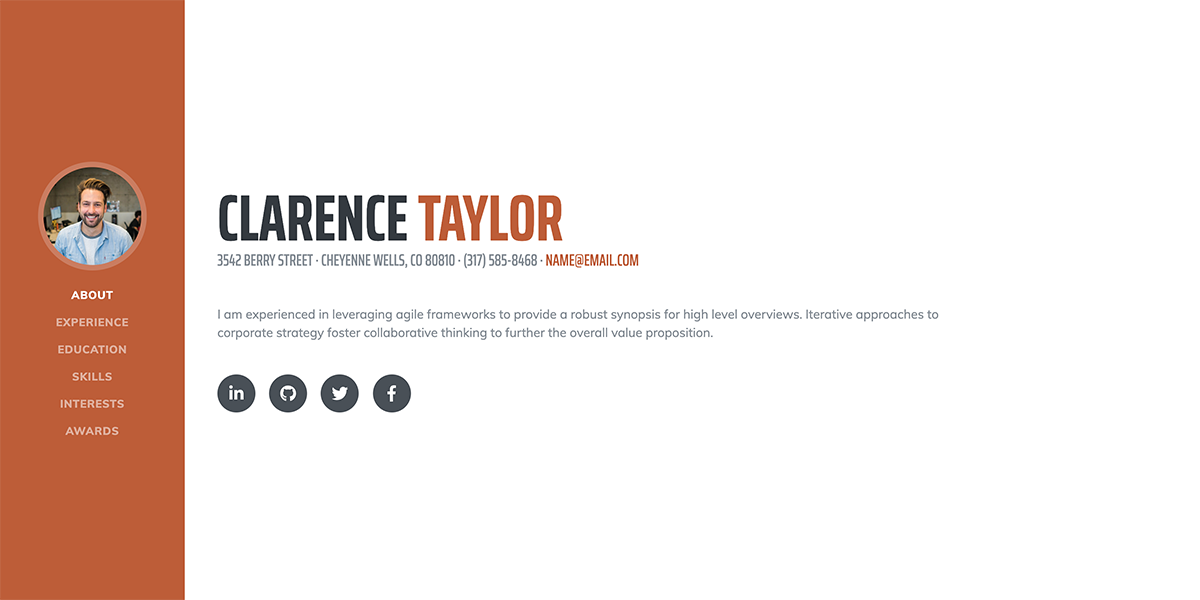 ABOUT
EXPERIENCE
EDUCATION
SKILLS
INTERESTS
AWARDS
CLARENCE TAYLOR
3542 BERRY STREET · CHEYENNE WELLS, CO 80810 · (317) 585-8468 · NAME@EMAIL.COM
I am experienced in leveraging agile frameworks to provide a robust synopsis for high level overviews. Iterative approaches to
corporate strategy foster collaborative thinking to further the overall value proposition.
in